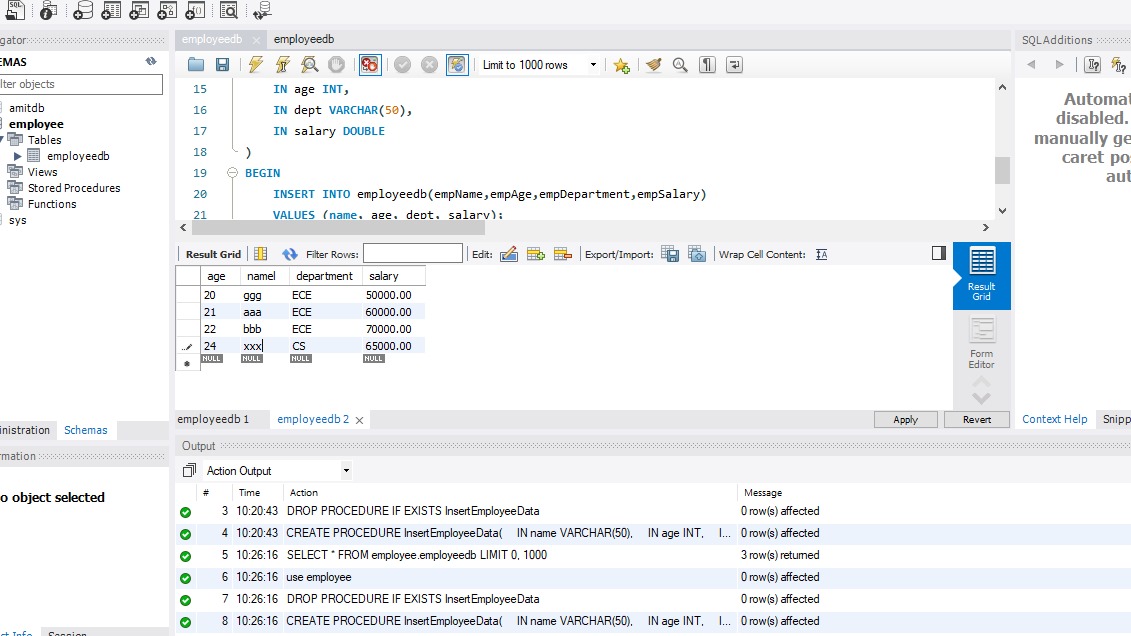 gator
employeedb employeedb
SQLAdditions
EMAS
lter objects
amitdb
employee
Tables
employeedb
Views
Stored Procedures
Functions
sys
Limit to 1000 rows
15 IN age INT,
16 IN dept VARCHAR(50),
17 IN salary DOUBLE
18 )
19 BEGIN
20 INSERT INTO employeedb(empName,empAge,empDepartment,empSalary)
21 VALUES (name, age, dept, salary);
Automat
disabled.
manually ge
caret pos
aut
Result Grid Filter Rows: Edit: Export/Import: Wrap Cell Content:
age namel department salary
20 ggg ECE 50000.00
21 aaa ECE 60000.00
22 bbb ECE 70000.00
24 xxx CS 65000.00
NULL NULL NULL NULL
Result
Grid
Form
Editor
employeedb 1 employeedb 2 Apply Revert
Context Help Snipp
inistration Schemas
rmation
o object selected
Output
Action Output
# Time Action Message
3 10:20:43 DROP PROCEDURE IF EXISTS InsertEmployeeData 0 row(s) affected
4 10:20:43 CREATE PROCEDURE InsertEmployeeData( IN name VARCHAR(50), IN age INT, I... 0 row(s) affected
5 10:26:16 SELECT * FROM employee.employeedb LIMIT 0, 1000 3 row(s) returned
6 10:26:16 use employee 0 row(s) affected
7 10:26:16 DROP PROCEDURE IF EXISTS InsertEmployeeData 0 row(s) affected
8 10:26:16 CREATE PROCEDURE InsertEmployeeData( IN name VARCHAR(50), IN age INT, I... 0 row(s) affected
ct Info Session